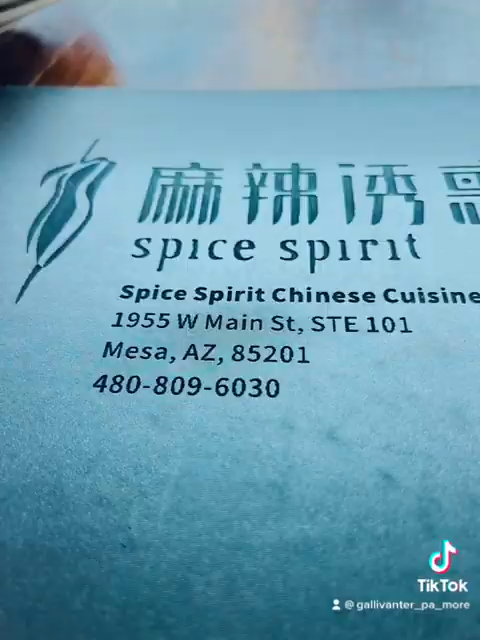 麻辣诱惑
spice spirit
Spice Spirit Chinese Cuisine
1955 W Main St, STE 101
Mesa, AZ, 85201
480-809-6030
TikTok
@gallivanter_pa_more